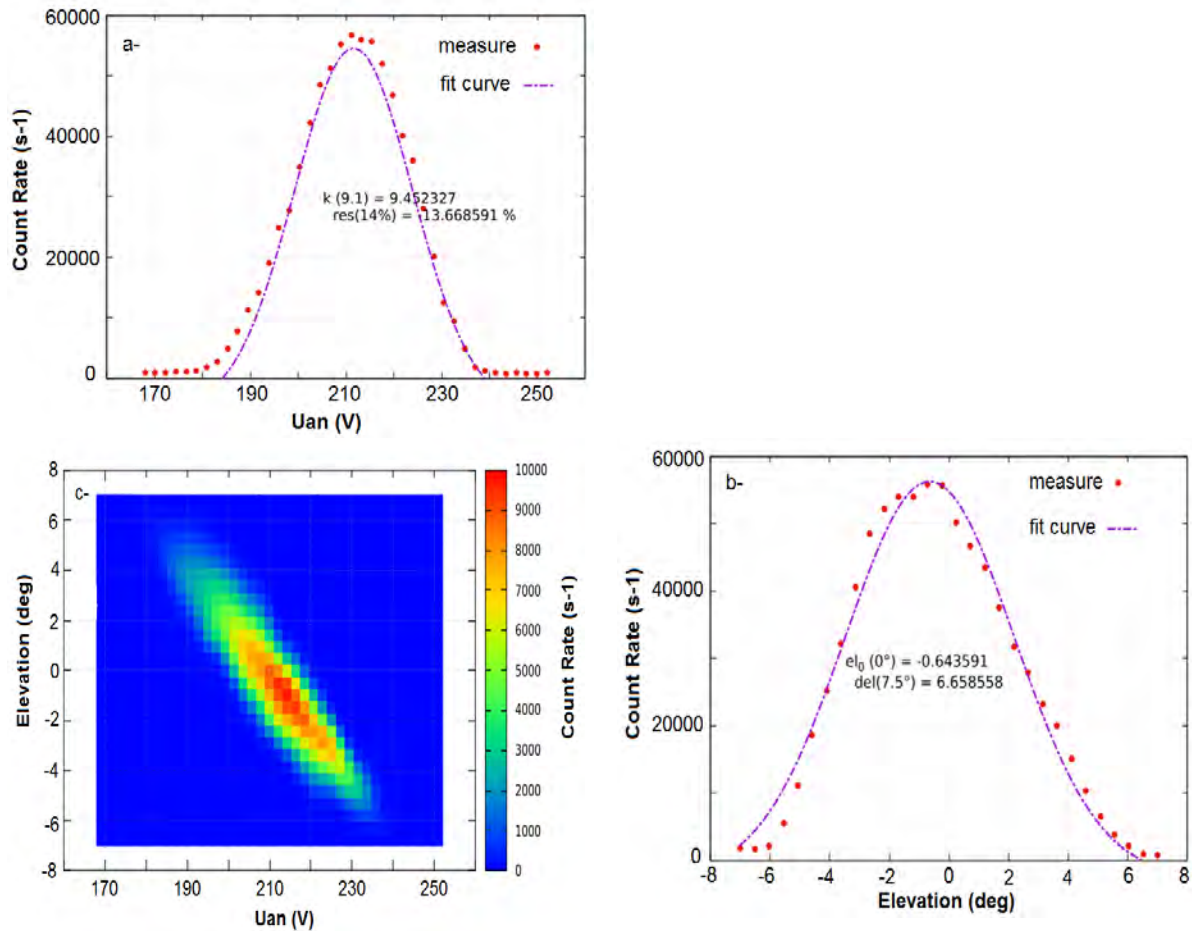 a-
measure
fit curve
k (9.1) = 9.452327
res(14%) = 13.668591 %
Count Rate (s-1)
60000
40000
20000
0
170 190 210 230 250
Uan (V)
c-
Elevation (deg)
8
6
4
2
0
-2
-4
-6
-8
170 190 210 230 250
Uan (V)
10000
9000
8000
7000
6000
5000
4000
3000
2000
1000
0
Count Rate (s-1)
b-
measure
fit curve
el₀ (0°) = -0.643591
del(7.5°) = 6.658558
Count Rate (s-1)
60000
40000
20000
0
-8 -6 -4 -2 0 2 4 6 8
Elevation (deg)